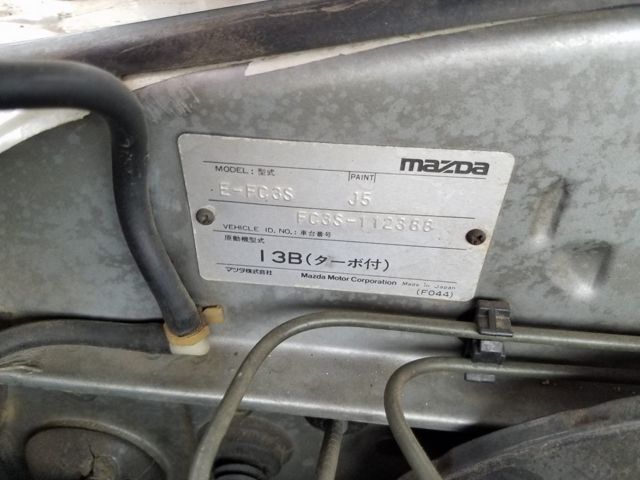 mazda
MODEL: 型式 PAINT
E-FC3S J5
FC3S-112388
VEHICLE ID. NO.: 車台番号
原動機型式
13B(ターボ付)
マツダ株式会社 Mazda Motor Corporation Made in Japan
(F044)